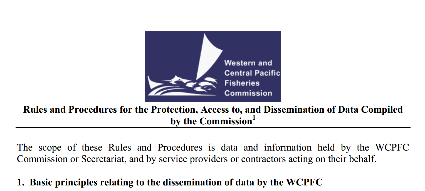 Western and
Central Pacific
Fisheries
Commission
Rules and Procedures for the Protection, Access to, and Dissemination of Data Compiled
by the Commission1
The scope of these Rules and Procedures is data and information held by the WCPFC
Commission or Secretariat, and by service providers or contractors acting on their behalf.
1. Basic principles relating to the dissemination of data by the WCPFC